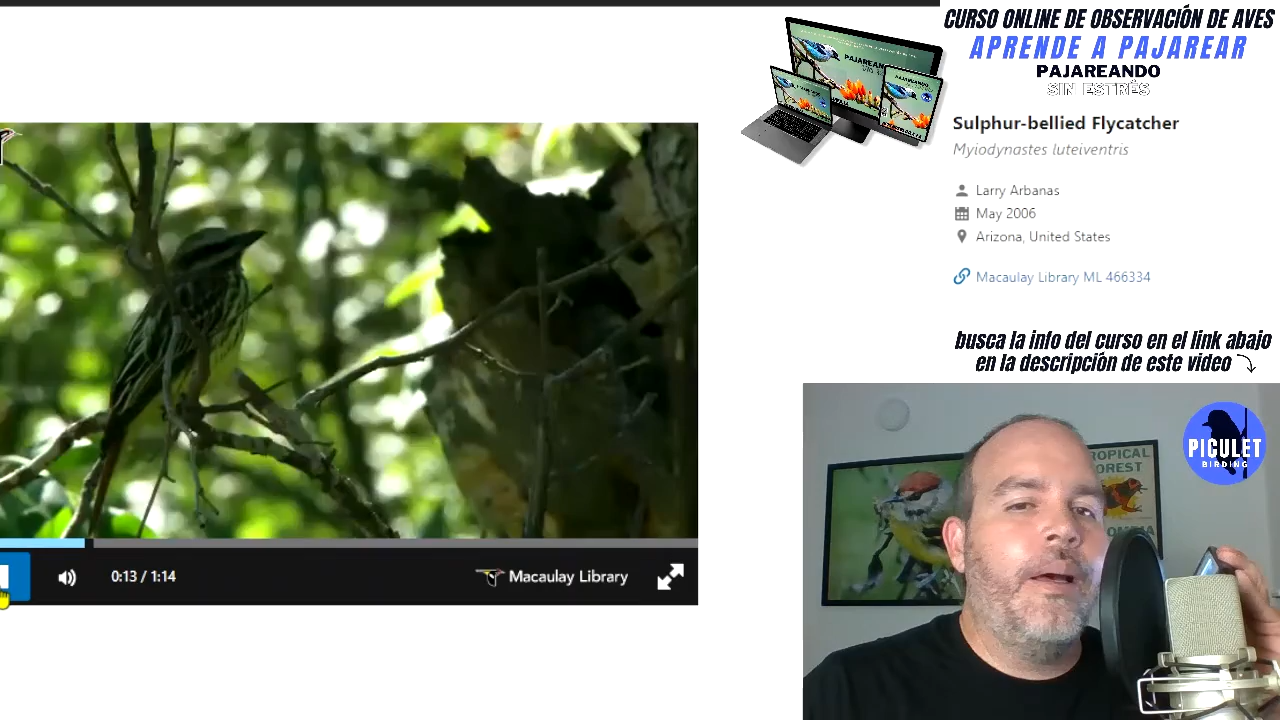 CURSO ONLINE DE OBSERVACIÓN DE AVES
APRENDE A PAJAREAR
PAJAREANDO
SIN ESTRÉS
Sulphur-bellied Flycatcher
Myiodynastes luteiventris
Larry Arbanas
May 2006
Arizona, United States
Macaulay Library ML 466334
busca la info del curso en el link abajo
en la descripción de este video
0:13 / 1:14
Macaulay Library
PICULET
BIRDING
TROPICAL
FOREST